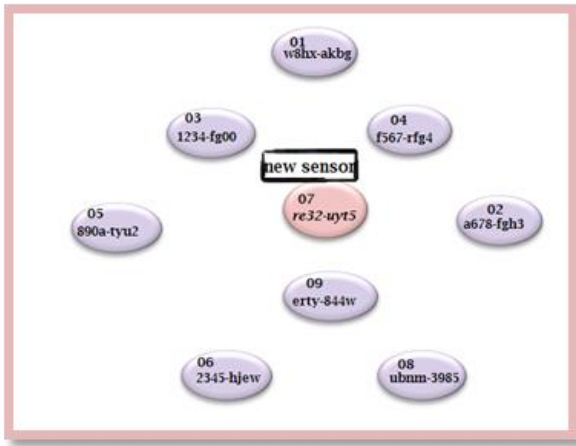 01
w8hx-akbg
03
1234-fg00
04
f567-rfg4
new sensor
07
re32-uyt5
05
890a-tyu2
02
a678-fgh3
09
erty-844w
06
2345-hjew
08
ubnm-3985